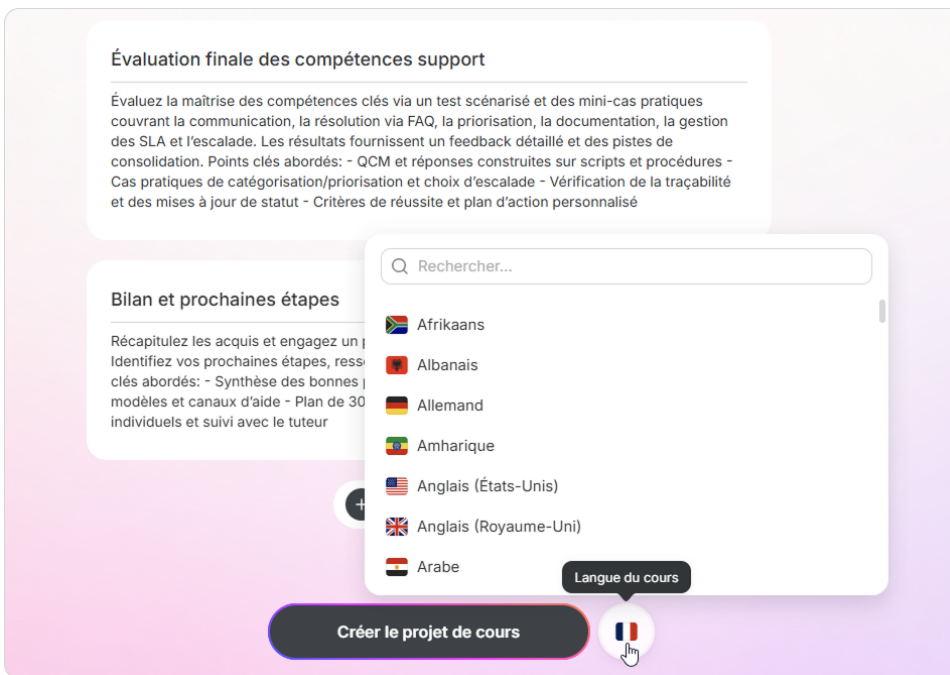 Évaluation finale des compétences support
Évaluez la maîtrise des compétences clés via un test scénarisé et des mini-cas pratiques
couvrant la communication, la résolution via FAQ, la priorisation, la documentation, la gestion
des SLA et l’escalade. Les résultats fournissent un feedback détaillé et des pistes de
consolidation. Points clés abordés: - QCM et réponses construites sur scripts et procédures -
Cas pratiques de catégorisation/priorisation et choix d’escalade - Vérification de la traçabilité
et des mises à jour de statut - Critères de réussite et plan d’action personnalisé
Bilan et prochaines étapes
Récapitulez les acquis et engagez un
Identifiez vos prochaines étapes,
clés abordés: - Synthèse des bonnes
modèles et canaux d’aide - Plan de 30
individuels et suivi avec le tuteur
Rechercher...
Afrikaans
Albanais
Allemand
Amharique
Anglais (États-Unis)
Anglais (Royaume-Uni)
Arabe
Langue du cours
Créer le projet de cours